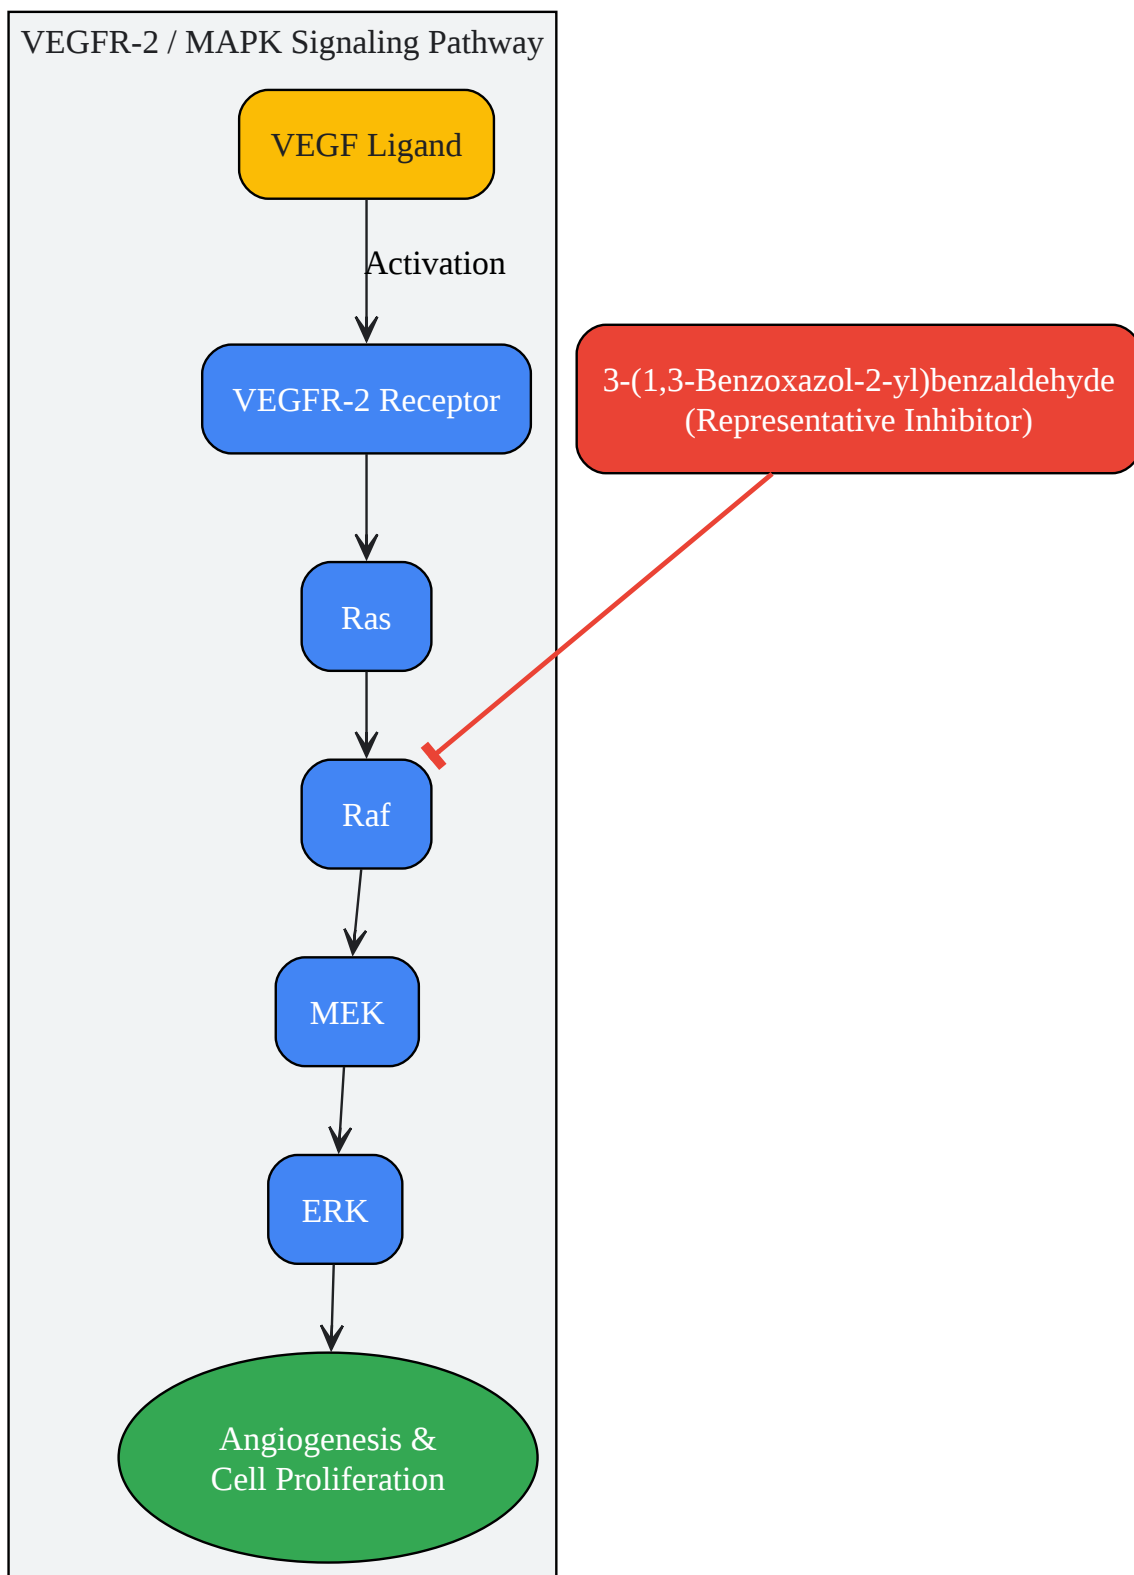 VEGFR-2 / MAPK Signaling Pathway
VEGF Ligand
Activation
VEGFR-2 Receptor
3-(1,3-Benzoxazol-2-yl)benzaldehyde
(Representative Inhibitor)
Ras
Raf
MEK
ERK
Angiogenesis &
Cell Proliferation